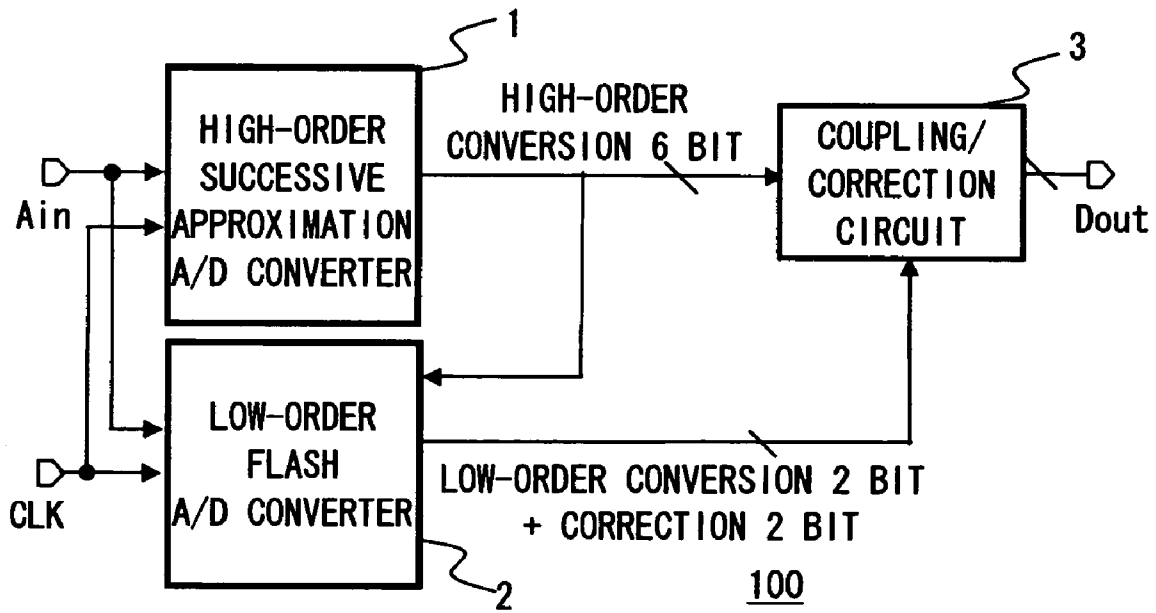 1
HIGH-ORDER
SUCCESSIVE
APPROXIMATION
A/D CONVERTER
HIGH-ORDER
CONVERSION 6 BIT
3
COUPLING/
CORRECTION
CIRCUIT
Ain
Dout
LOW-ORDER
FLASH
A/D CONVERTER
CLK
LOW-ORDER CONVERSION 2 BIT
+ CORRECTION 2 BIT
2
100